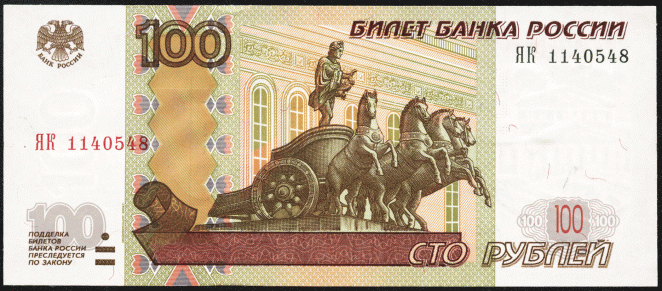 100
БИЛЕТ БАНКА РОССИИ
БАНК РОССИИ
ЯК 1140548
ЯК 1140548
100
ПОДДЕЛКА
БИЛЕТОВ
БАНКА РОССИИ
ПРЕСЛЕДУЕТСЯ
ПО ЗАКОНУ
СТО РУБЛЕЙ
100 100 100